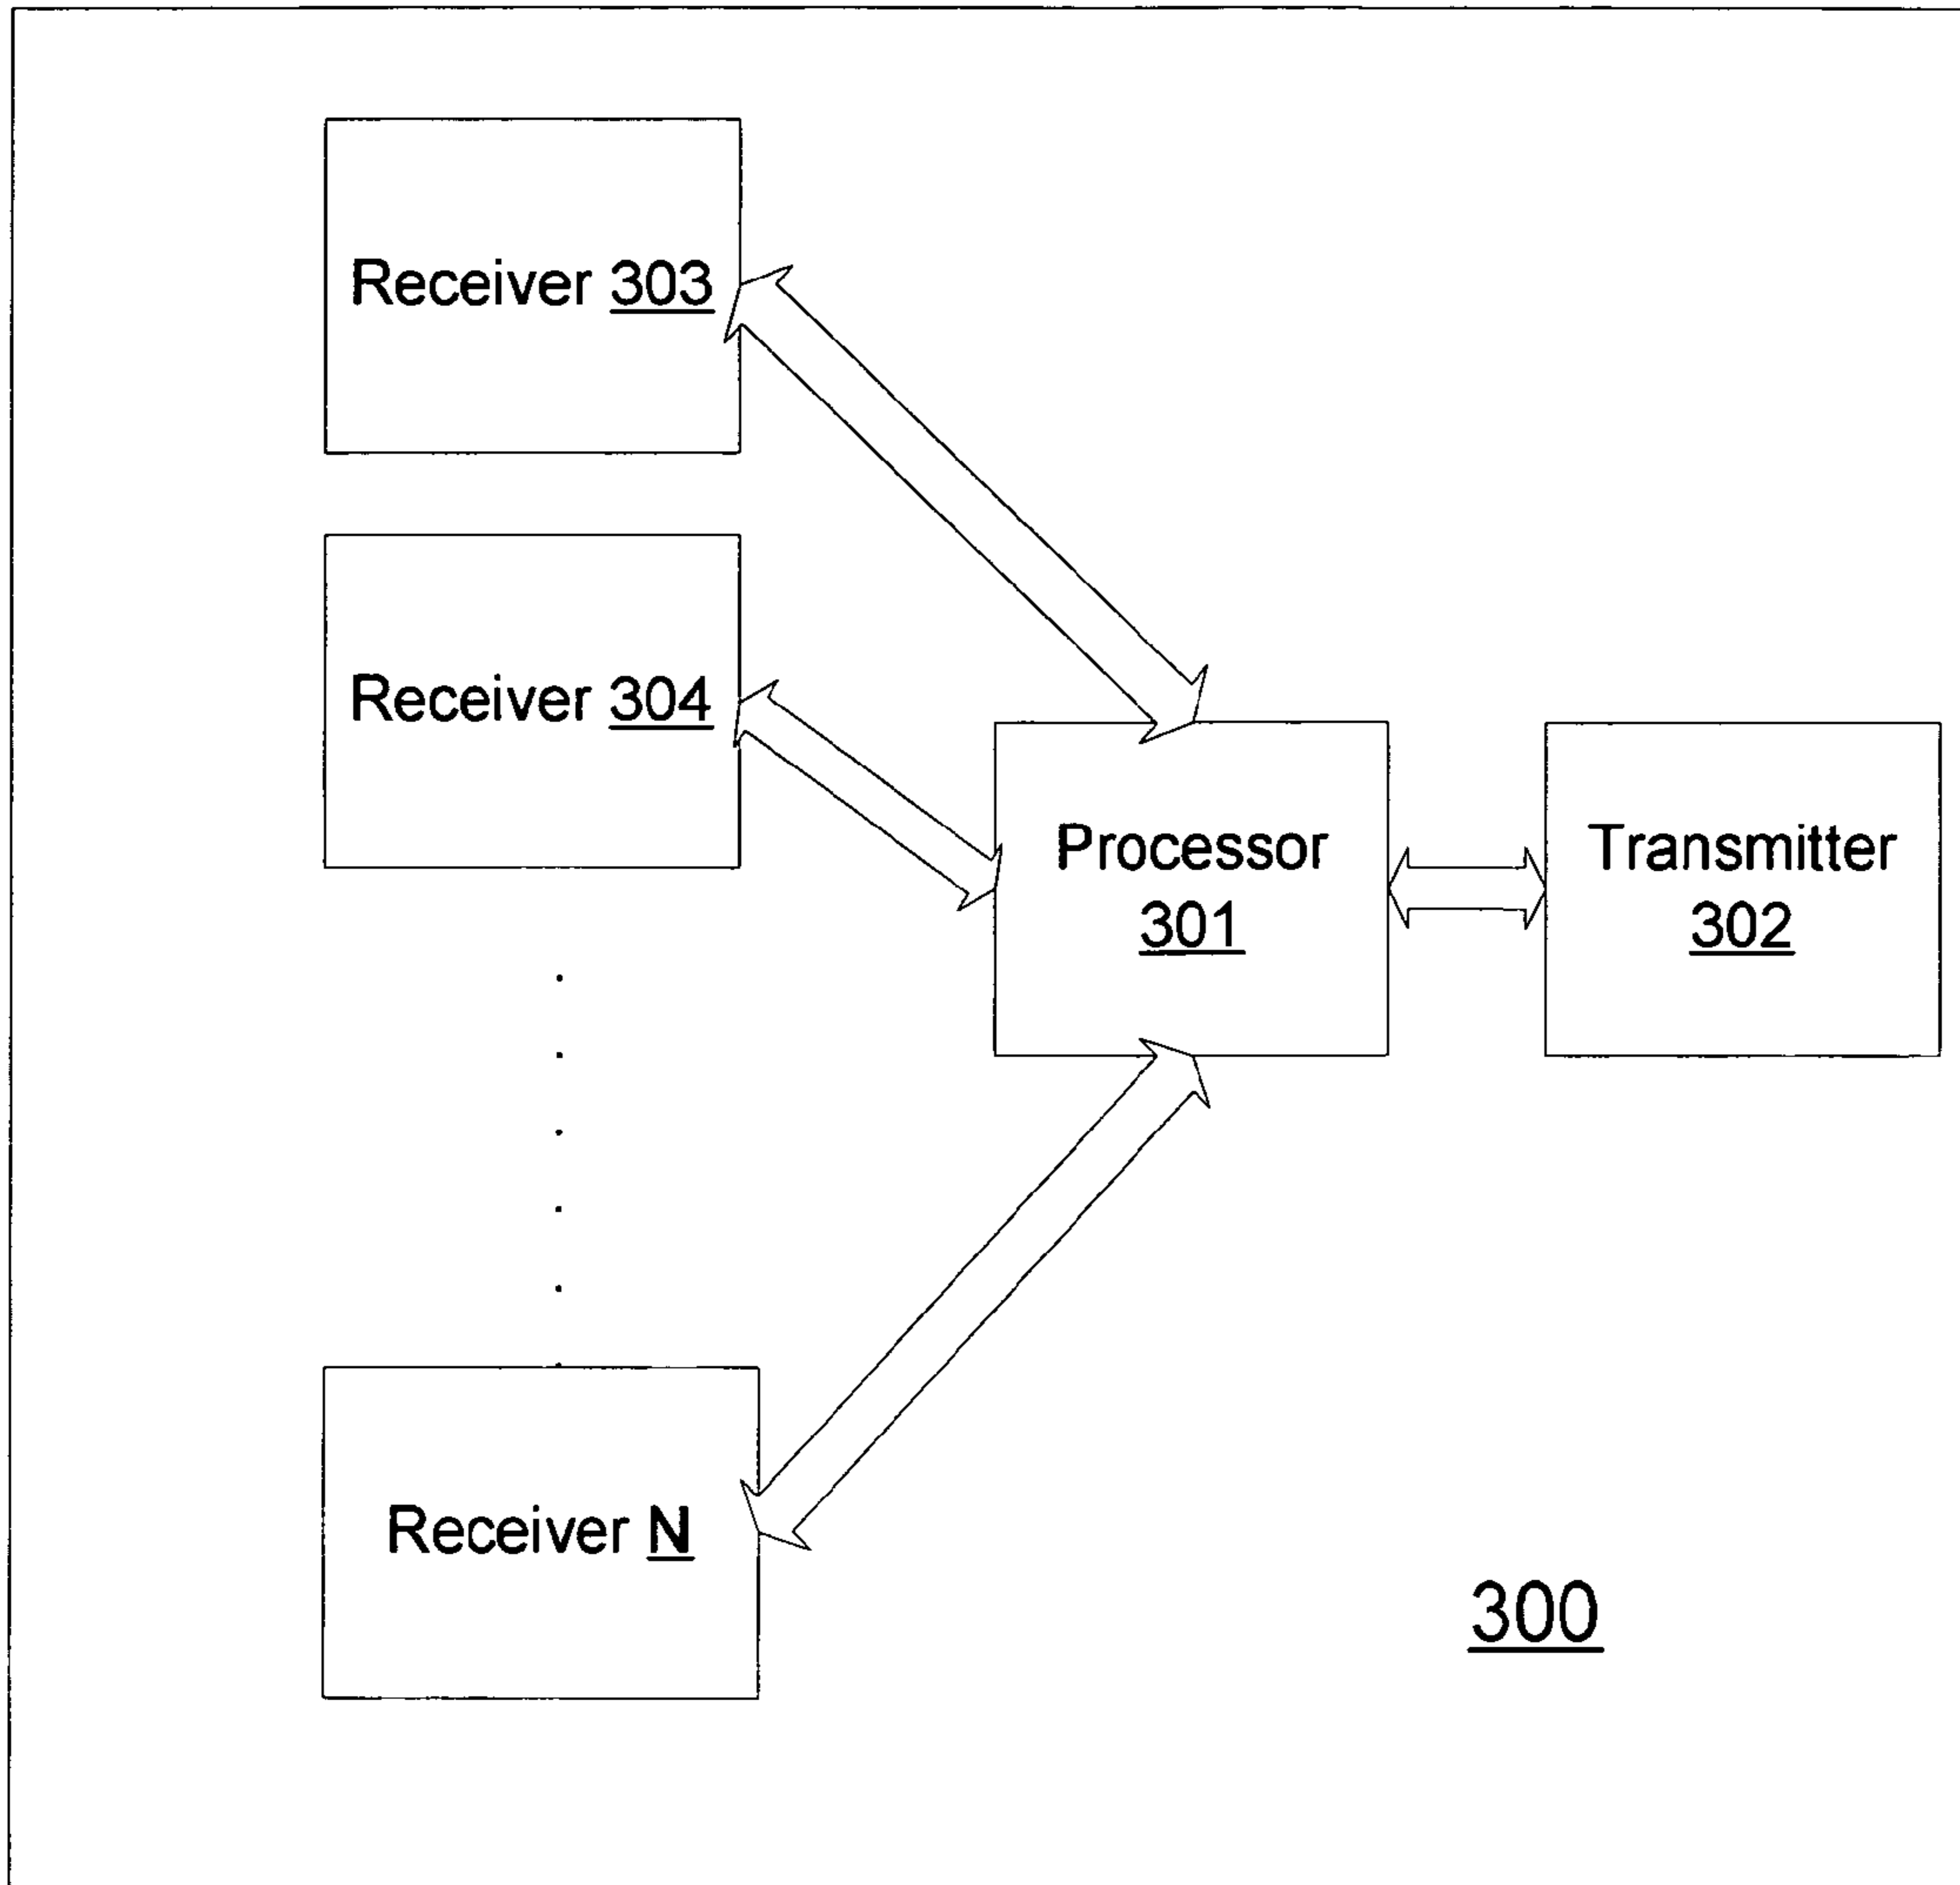 Receiver 303
Receiver 304
Processor
301
Transmitter
302
Receiver N
300